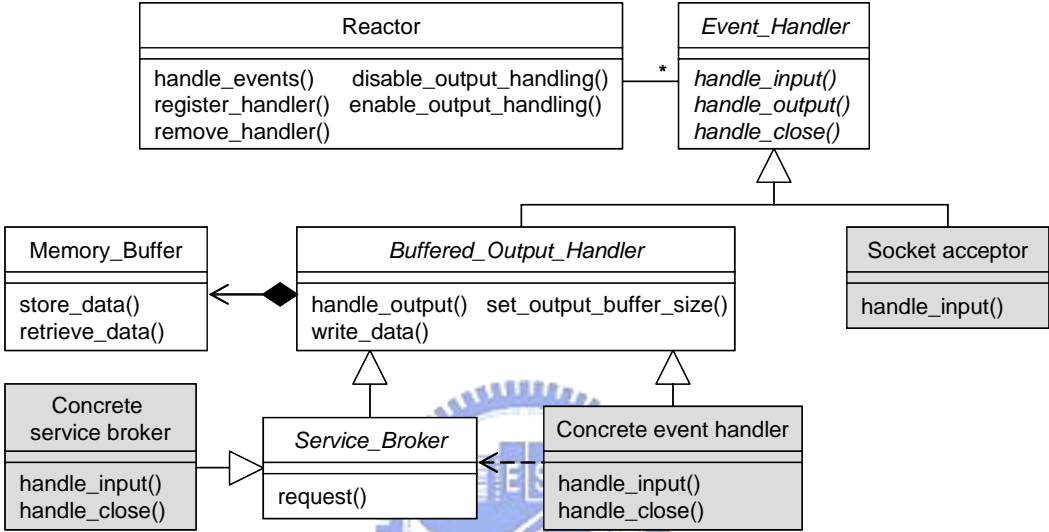 Reactor
handle_events() disable_output_handling()
register_handler() enable_output_handling()
remove_handler()
*
Event_Handler
handle_input()
handle_output()
handle_close()
Memory_Buffer
store_data()
retrieve_data()
Buffered_Output_Handler
handle_output() set_output_buffer_size()
write_data()
Socket acceptor
handle_input()
Concrete
service broker
handle_input()
handle_close()
Service_Broker
request()
Concrete event handler
handle_input()
handle_close()